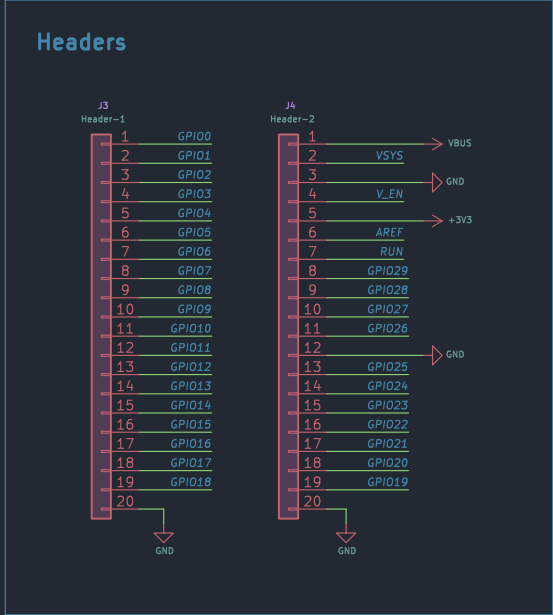 Headers
J3
Header-1
1 GPIO0
2 GPIO1
3 GPIO2
4 GPIO3
5 GPIO4
6 GPIO5
7 GPIO6
8 GPIO7
9 GPIO8
10 GPIO9
11 GPIO10
12 GPIO11
13 GPIO12
14 GPIO13
15 GPIO14
16 GPIO15
17 GPIO16
18 GPIO17
19 GPIO18
20
GND
J4
Header-2
1 VBUS
2 VSYS
3 GND
4 V_EN
5 +3V3
6 AREF
7 RUN
8 GPIO29
9 GPIO28
10 GPIO27
11 GPIO26
12 GND
13 GPIO25
14 GPIO24
15 GPIO23
16 GPIO22
17 GPIO21
18 GPIO20
19 GPIO19
20
GND